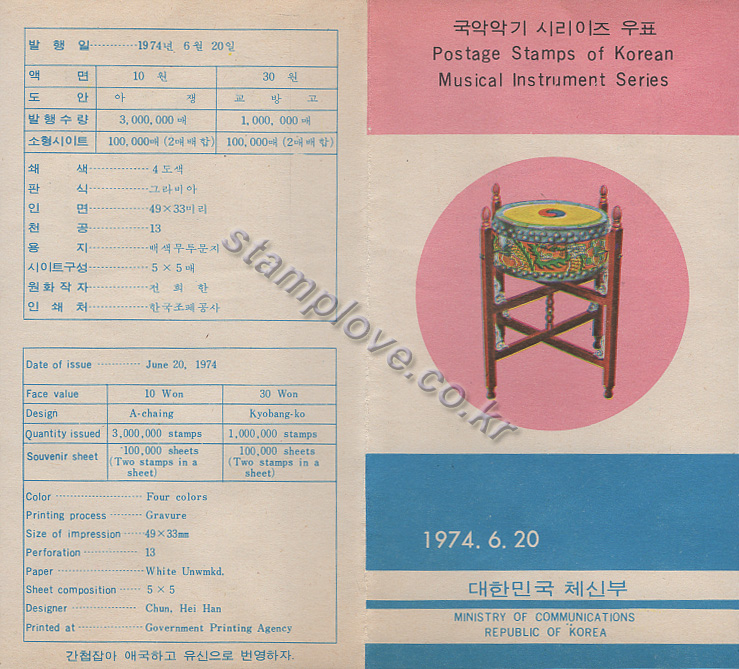 발 행 일 ············ 1974년 6월 20일
액 면 10 원 30 원
도 안 아 쟁 교 방 고
발행수량 3,000,000 매 1,000,000 매
소형시이트 100,000매 (2매배합) 100,000매 (2매배합)
쇄 색 ············ 4도색
판 식 ············ 그라비아
인 면 ············ 49×33미리
천 공 ············ 13
용 지 ············ 백색무투문지
시이트구성 ············ 5×5매
원화작자 ············ 전 희 한
인 쇄 처 ············ 한국조폐공사
Date of issue ············ June 20, 1974
Face value 10 Won 30 Won
Design A-chaing Kyobang-ko
Quantity issued 3,000,000 stamps 1,000,000 stamps
Souvenir sheet 100,000 sheets 100,000 sheets
(Two stamps in a (Two stamps in a
sheet) sheet)
Color ············ Four colors
Printing process ········ Gravure
Size of impression ······ 49×33mm
Perforation ············ 13
Paper ············ White Unwmkd.
Sheet composition ······ 5×5
Designer ············ Chun, Hei Han
Printed at ············ Government Printing Agency
간첩잡아 애국하고 유신으로 번영하자.
국악악기 시리이즈 우표
Postage Stamps of Korean
Musical Instrument Series
1974. 6. 20
대한민국 체신부
MINISTRY OF COMMUNICATIONS
REPUBLIC OF KOREA
stamplove.co.kr